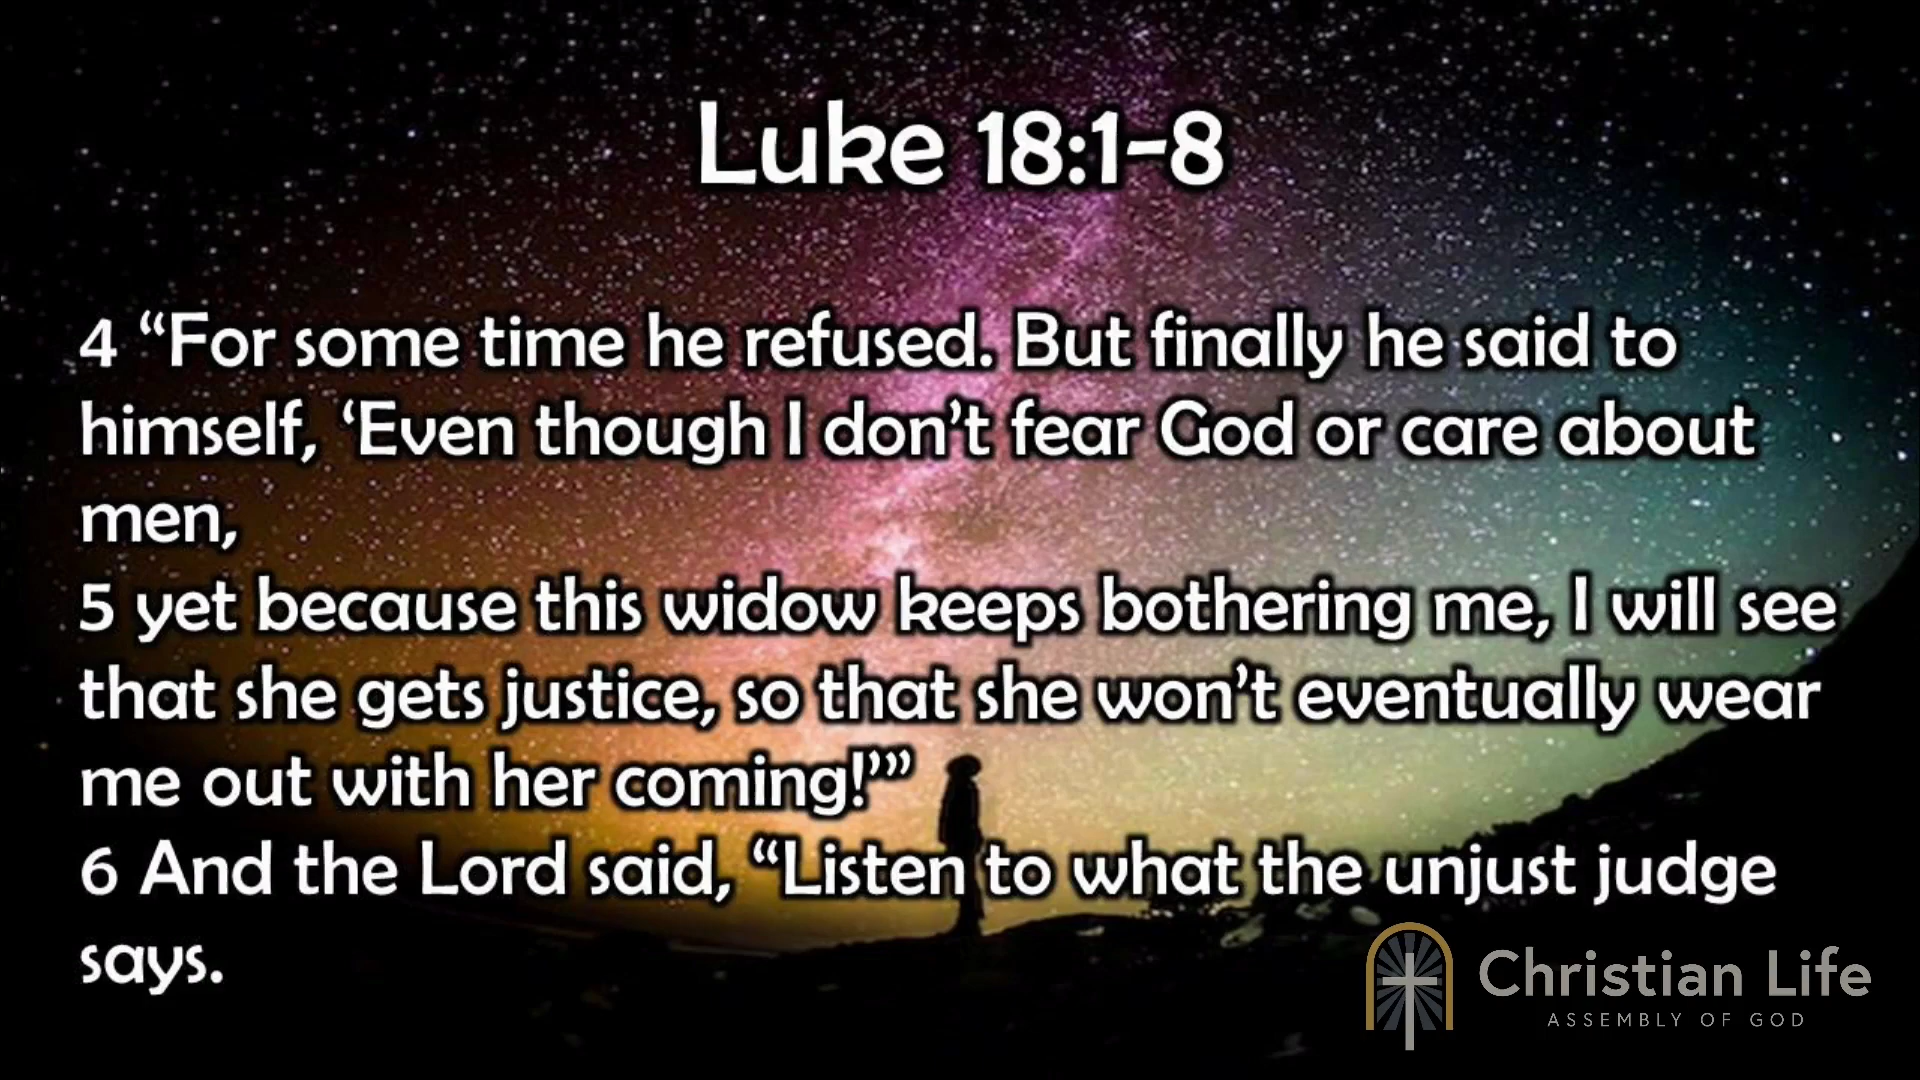 Luke 18:1-8
4 “For some time he refused. But finally he said to
himself, ‘Even though I don’t fear God or care about
men,
5 yet because this widow keeps bothering me, I will see
that she gets justice, so that she won’t eventually wear
me out with her coming!’”
6 And the Lord said, “Listen to what the unjust judge
says.
Christian Life
ASSEMBLY OF GOD